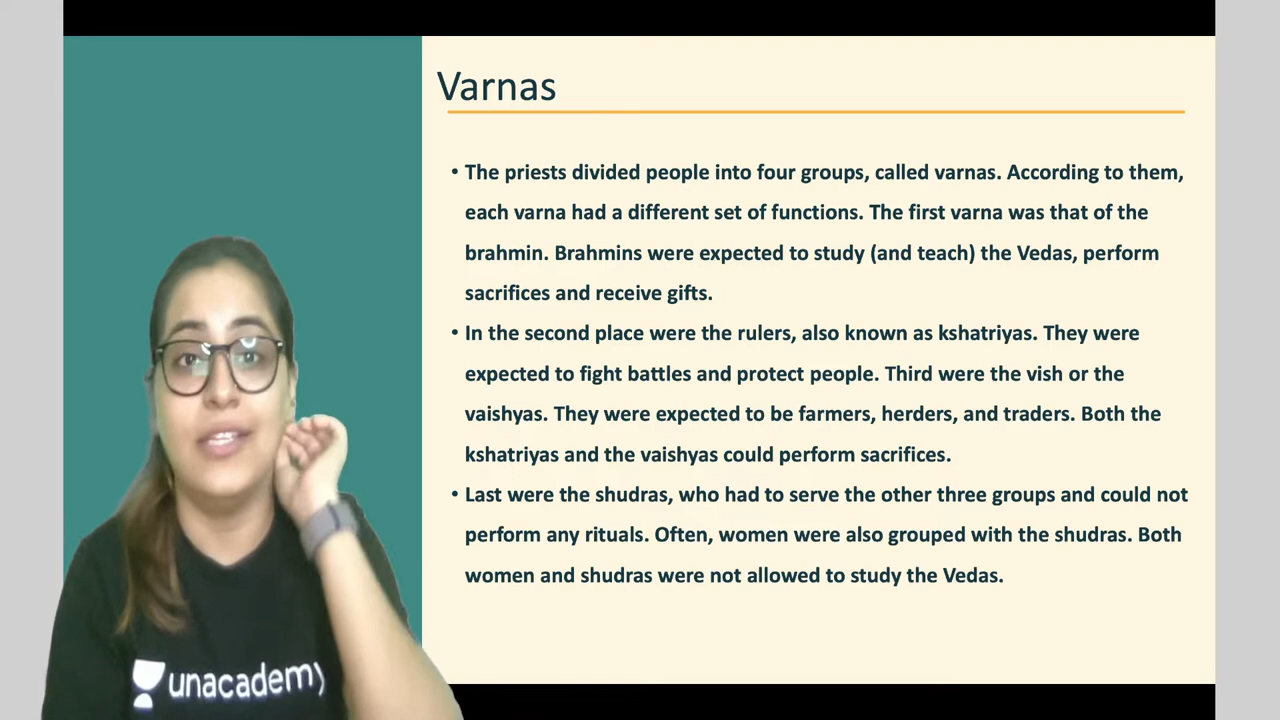 Varnas
• The priests divided people into four groups, called varnas. According to them,
each varna had a different set of functions. The first varna was that of the
brahmin. Brahmins were expected to study (and teach) the Vedas, perform
sacrifices and receive gifts.
• In the second place were the rulers, also known as kshatriyas. They were
expected to fight battles and protect people. Third were the vish or the
vaishyas. They were expected to be farmers, herders, and traders. Both the
kshatriyas and the vaishyas could perform sacrifices.
• Last were the shudras, who had to serve the other three groups and could not
perform any rituals. Often, women were also grouped with the shudras. Both
women and shudras were not allowed to study the Vedas.
unacademy